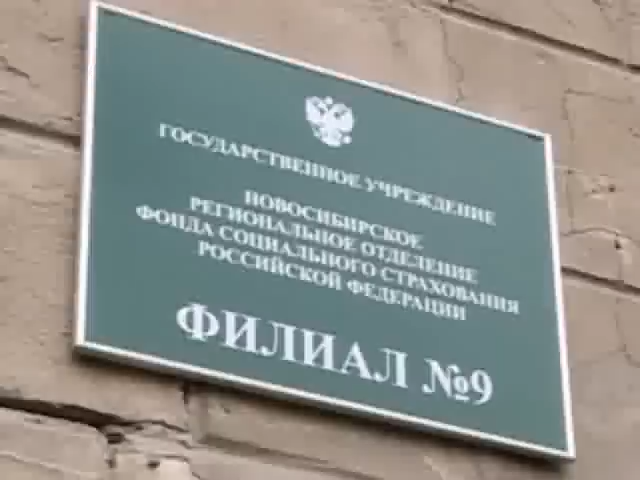 ГОСУДАРСТВЕННОЕ УЧРЕЖДЕНИЕ
НОВОСИБИРСКОЕ
РЕГИОНАЛЬНОЕ ОТДЕЛЕНИЕ
ФОНДА СОЦИАЛЬНОГО СТРАХОВАНИЯ
РОССИЙСКОЙ ФЕДЕРАЦИИ
ФИЛИАЛ №9